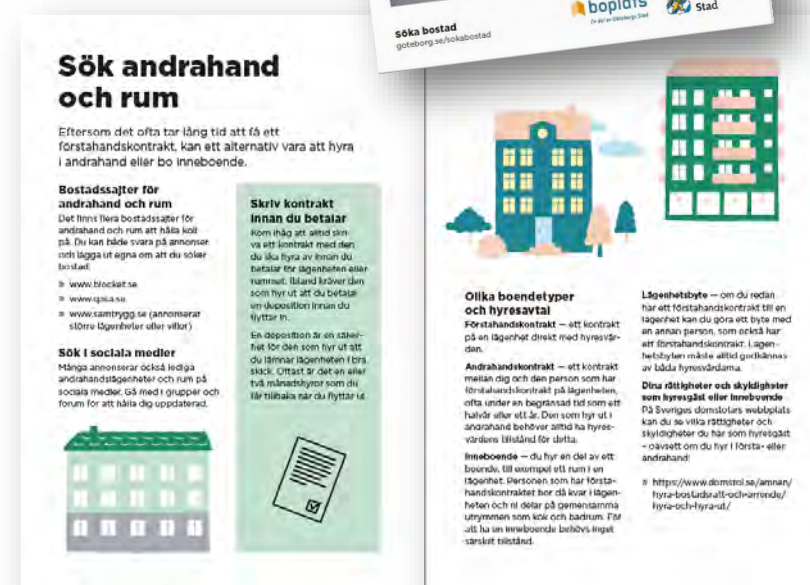 boplats
En del av Göteborgs Stad
Stad
Söka bostad
goteborg.se/sokabostad
Sök andrahand
och rum
Eftersom det ofta tar lång tid att få ett
förstahandskontrakt, kan ett alternativ vara att hyra
i andrahand eller bo inneboende.
Bostadssajter för
andrahand och rum
Det finns flera bostadssajter för
andrahand och rum att hålla koll
på. Du kan både svara på annonser
och lägga ut egna om att du söker
bostad:
» www.blocket.se
» www.qasa.se
» www.samtrygg.se (annonserar
större lägenheter eller villor)
Sök i sociala medier
Många annonserar också lediga
andrahandslägenheter och rum på
sociala medier. Gå med i grupper och
forum för att hålla dig uppdaterad.
Skriv kontrakt
innan du betalar
Kom ihåg att alltid skri-
va ett kontrakt med den
du ska hyra av innan du
betalar för lägenheten eller
rummet. Ibland kräver den
som hyr ut att du betalar
en deposition innan du
flyttar in.
En deposition är en säker-
het för den som hyr ut att
du lämnar lägenheten i bra
skick. Oftast är det en eller
två månadshyror som du
får tillbaka när du flyttar ut.
Olika boendetyper
och hyresavtal
Förstahandskontrakt – ett kontrakt
på en lägenhet direkt med hyresvär-
den.
Andrahandskontrakt – ett kontrakt
mellan dig och den person som har
förstahandskontrakt på lägenheten,
ofta under en begränsad tid som ett
halvår eller ett år. Den som hyr ut i
andrahand behöver alltid ha hyres-
värdens tillstånd för detta.
Inneboende – du hyr en del av ett
boende, till exempel ett rum i en
lägenhet. Personen som har första-
handskontraktet bor då kvar i lägen-
heten och ni delar på gemensamma
utrymmen som kök och badrum. För
att ha en inneboende behövs inget
särskilt tillstånd.
Lägenhetsbyte – om du redan
har ett förstahandskontrakt till en
lägenhet kan du göra ett byte med
en annan person, som också har
ett förstahandskontrakt. Lägen-
hetsbyten måste alltid godkännas
av båda hyresvärdarna.
Dina rättigheter och skyldigheter
som hyresgäst eller inneboende
På Sveriges domstolars webbplats
kan du se vilka rättigheter och
skyldigheter du har som hyresgäst
– oavsett om du hyr i första- eller
andrahand:
» https://www.domstol.se/amnen/
hyra-bostadsratt-och-arrende/
hyra-och-hyra-ut/